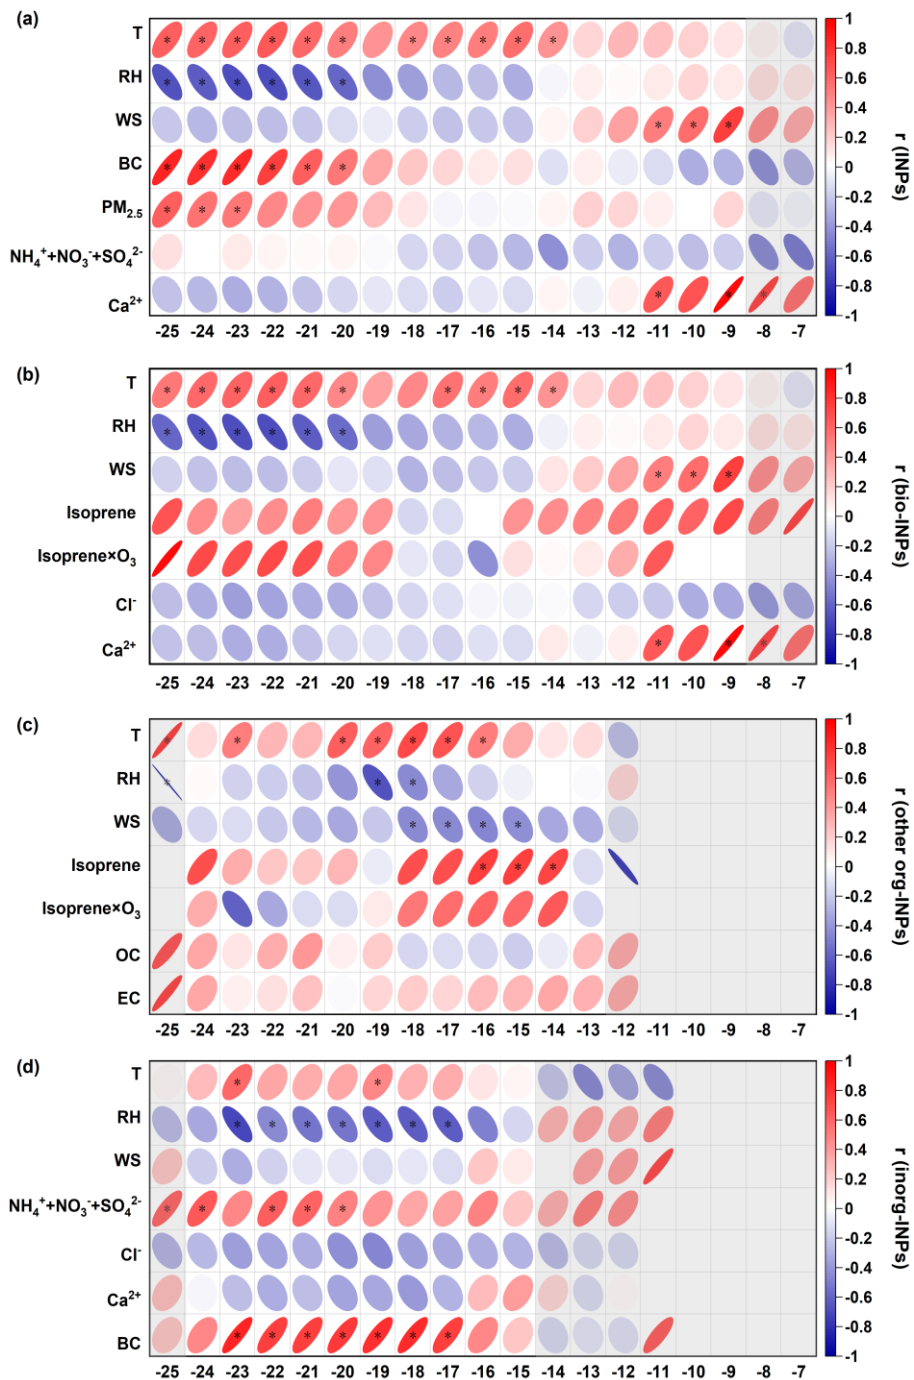 (a)
T
RH
WS
BC
PM2.5
NH4++NO3-+SO42-
Ca2+
-25 -24 -23 -22 -21 -20 -19 -18 -17 -16 -15 -14 -13 -12 -11 -10 -9 -8 -7
1
0.8
0.6
0.4
0.2
0
-0.2
-0.4
-0.6
-0.8
-1
r (INPs)
(b)
T
RH
WS
Isoprene
Isoprene×O3
Cl-
Ca2+
-25 -24 -23 -22 -21 -20 -19 -18 -17 -16 -15 -14 -13 -12 -11 -10 -9 -8 -7
1
0.8
0.6
0.4
0.2
0
-0.2
-0.4
-0.6
-0.8
-1
r (bio-INPs)
(c)
T
RH
WS
Isoprene
Isoprene×O3
OC
EC
-25 -24 -23 -22 -21 -20 -19 -18 -17 -16 -15 -14 -13 -12 -11 -10 -9 -8 -7
1
0.8
0.6
0.4
0.2
0
-0.2
-0.4
-0.6
-0.8
-1
r (other org-INPs)
(d)
T
RH
WS
NH4++NO3-+SO42-
Cl-
Ca2+
BC
-25 -24 -23 -22 -21 -20 -19 -18 -17 -16 -15 -14 -13 -12 -11 -10 -9 -8 -7
1
0.8
0.6
0.4
0.2
0
-0.2
-0.4
-0.6
-0.8
-1
r (inorg-INPs)